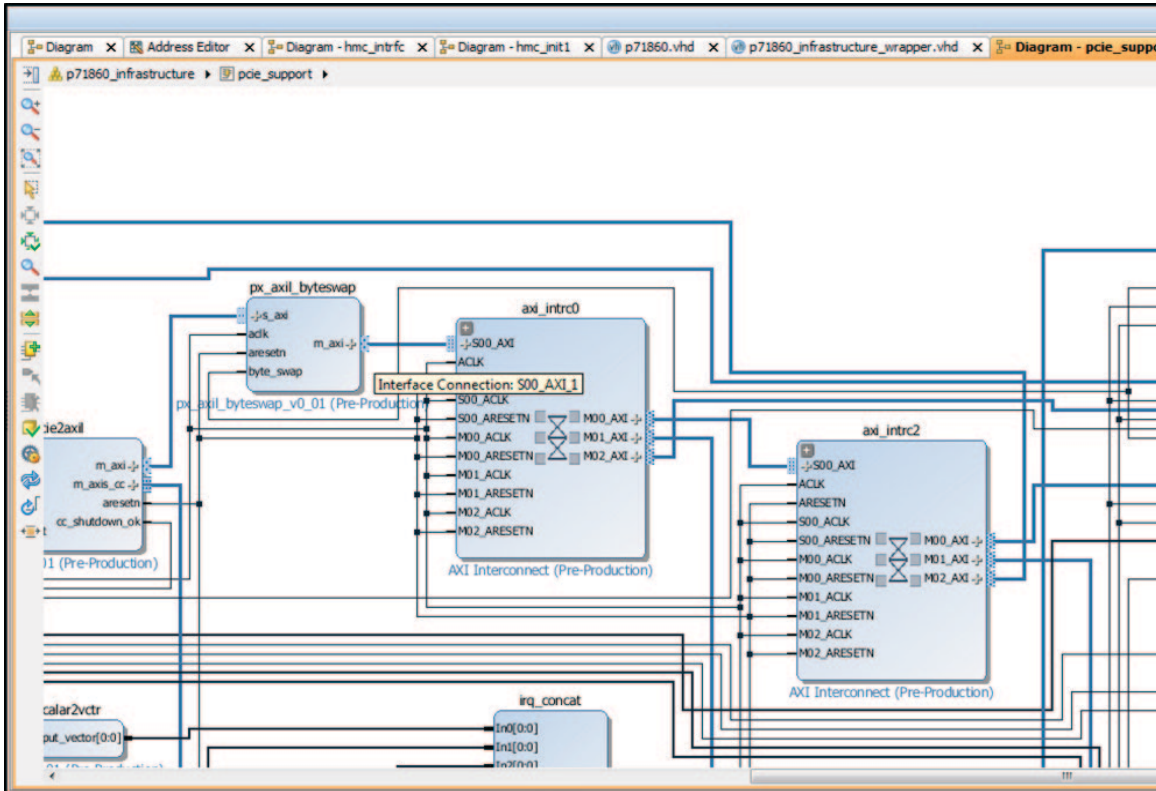 Diagram
Address Editor
Diagram - hmc_intrfc
Diagram - hmc_init1
p71860.vhd
p71860_infrastructure_wrapper.vhd
Diagram - pcie_suppo
p71860_infrastructure
pcie_support
px_axil_byteswap
s_axi
aclk
aresetn
byte_swap
m_axi
px_axil_byteswap_v0_01 (Pre-Production)
axi_intrc0
S00_AXI
ACLK
Interface Connection: S00_AXI_1
S00_ACLK
S00_ARESETN
M00_ACLK
M00_ARESETN
M01_ACLK
M01_ARESETN
M02_ACLK
M02_ARESETN
M00_AXI
M01_AXI
M02_AXI
AXI Interconnect (Pre-Production)
axi_intrc2
S00_AXI
ACLK
ARESETN
S00_ACLK
S00_ARESETN
M00_ACLK
M00_ARESETN
M01_ACLK
M01_ARESETN
M02_ACLK
M02_ARESETN
M00_AXI
M01_AXI
M02_AXI
AXI Interconnect (Pre-Production)
cie2axil
m_axi
m_axis_cc
aresetn
cc_shutdown_ok
t
01 (Pre-Production)
calar2vctr
put_vector[0:0]
irq_concat
In0[0:0]
In1[0:0]
In2[0:0]